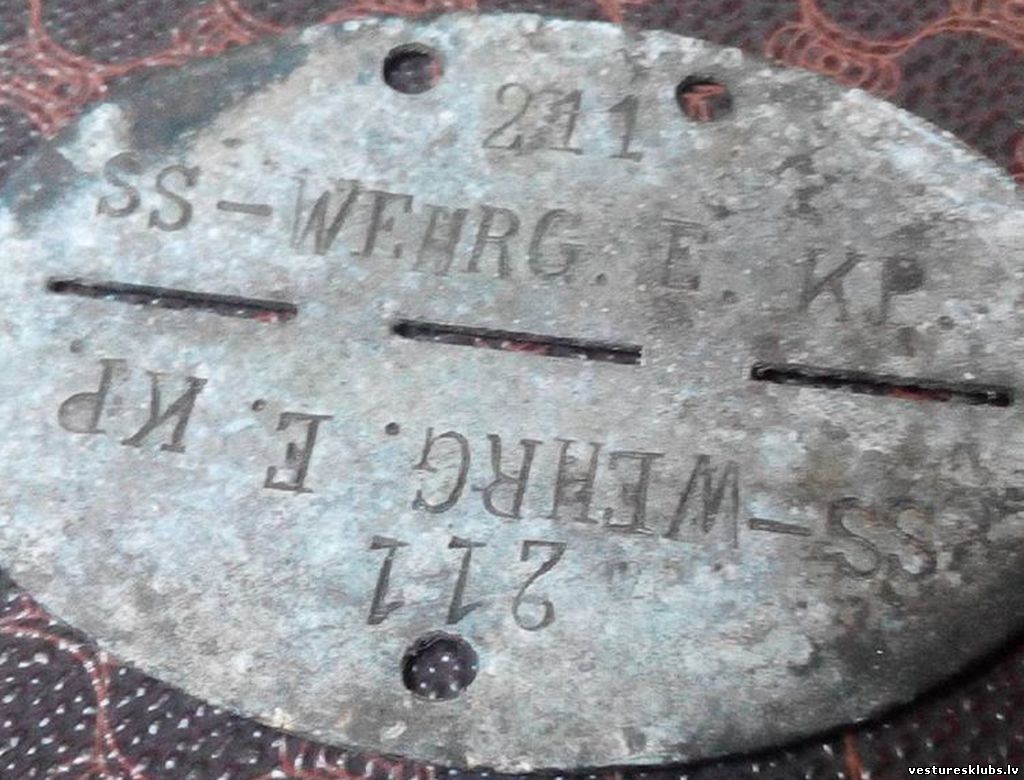 211
SS-WEHRG. E. KP.
SS-WEHRG. E. KP.
211
vesturesklubs.lv